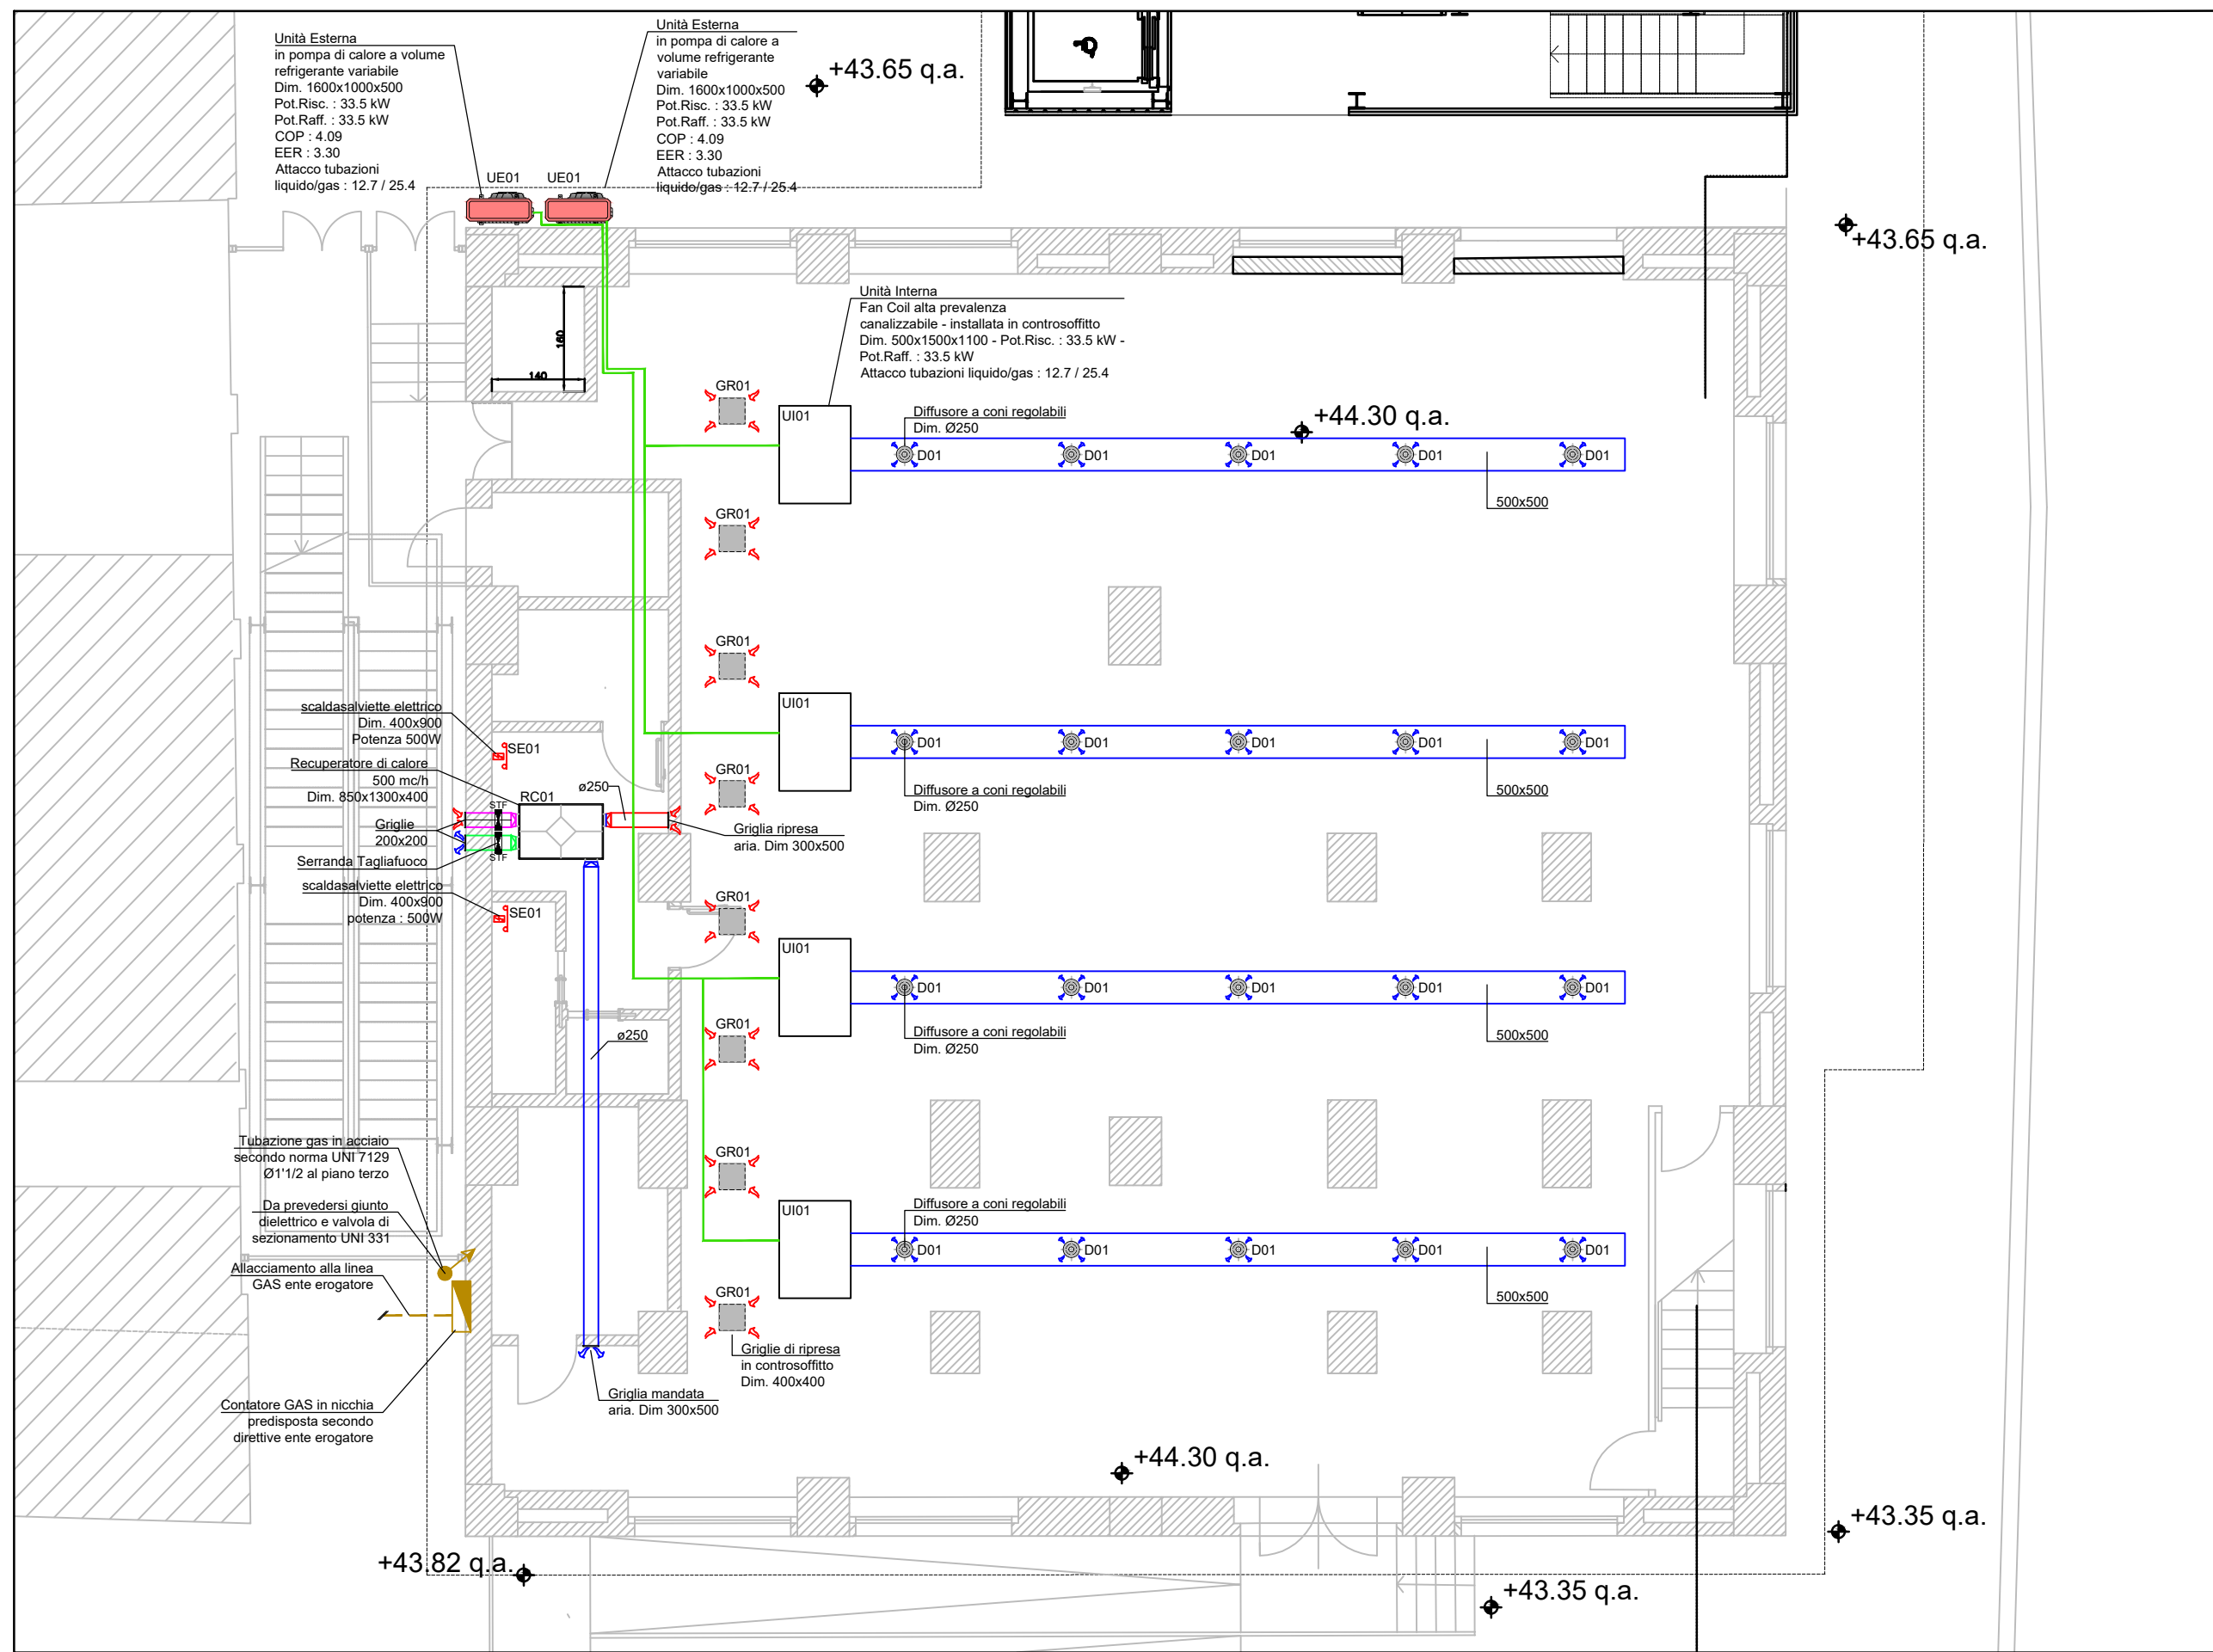 Unità Esterna
in pompa di calore a volume
refrigerante variabile
Dim. 1600x1000x500
Pot.Risc. : 33.5 kW
Pot.Raff. : 33.5 kW
COP : 4.09
EER : 3.30
Attacco tubazioni
liquido/gas : 12.7 / 25.4
Unità Esterna
in pompa di calore a
volume refrigerante
variabile
Dim. 1600x1000x500
Pot.Risc. : 33.5 kW
Pot.Raff. : 33.5 kW
COP : 4.09
EER : 3.30
Attacco tubazioni
liquido/gas : 12.7 / 25.4
+43.65 q.a.
UE01
UE01
+43.65 q.a.
Unità Interna
Fan Coil alta prevalenza
canalizzabile - installata in controsoffitto
Dim. 500x1500x1100 - Pot.Risc. : 33.5 kW -
Pot.Raff. : 33.5 kW
Attacco tubazioni liquido/gas : 12.7 / 25.4
160
140
GR01
UI01
Diffusore a coni regolabili
Dim. Ø250
+44.30 q.a.
D01
D01
D01
D01
D01
500x500
GR01
GR01
UI01
D01
D01
D01
D01
D01
Diffusore a coni regolabili
Dim. Ø250
500x500
scaldasalviette elettrico
Dim. 400x900
Potenza 500W
SE01
Recuperatore di calore
500 mc/h
Dim. 850x1300x400
RC01
ø250
GR01
STF
Griglie
200x200
STF
Griglia ripresa
aria. Dim 300x500
Serranda Tagliafuoco
scaldasalviette elettrico
Dim. 400x900
potenza : 500W
SE01
GR01
UI01
D01
D01
D01
D01
D01
Diffusore a coni regolabili
Dim. Ø250
500x500
GR01
ø250
Tubazione gas in acciaio
secondo norma UNI 7129
Ø1'1/2 al piano terzo
GR01
Da prevedersi giunto
dielettrico e valvola di
sezionamento UNI 331
UI01
Diffusore a coni regolabili
Dim. Ø250
D01
D01
D01
D01
D01
500x500
Allacciamento alla linea
GAS ente erogatore
GR01
Griglie di ripresa
in controsoffitto
Dim. 400x400
Griglia mandata
aria. Dim 300x500
Contatore GAS in nicchia
predisposta secondo
direttive ente erogatore
+44.30 q.a.
+43.35 q.a.
+43.82 q.a.
+43.35 q.a.